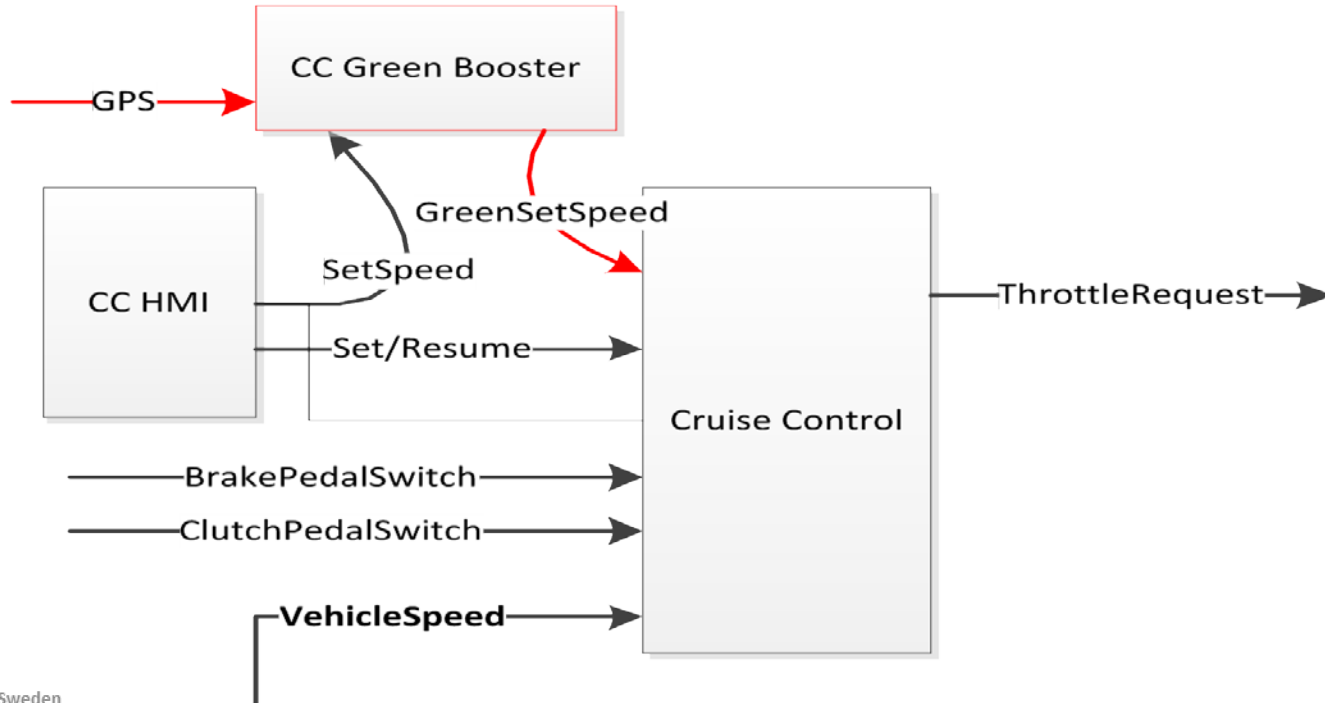 CC Green Booster
GPS
GreenSetSpeed
SetSpeed
CC HMI
ThrottleRequest
Set/Resume
Cruise Control
BrakePedalSwitch
ClutchPedalSwitch
VehicleSpeed
Sweden